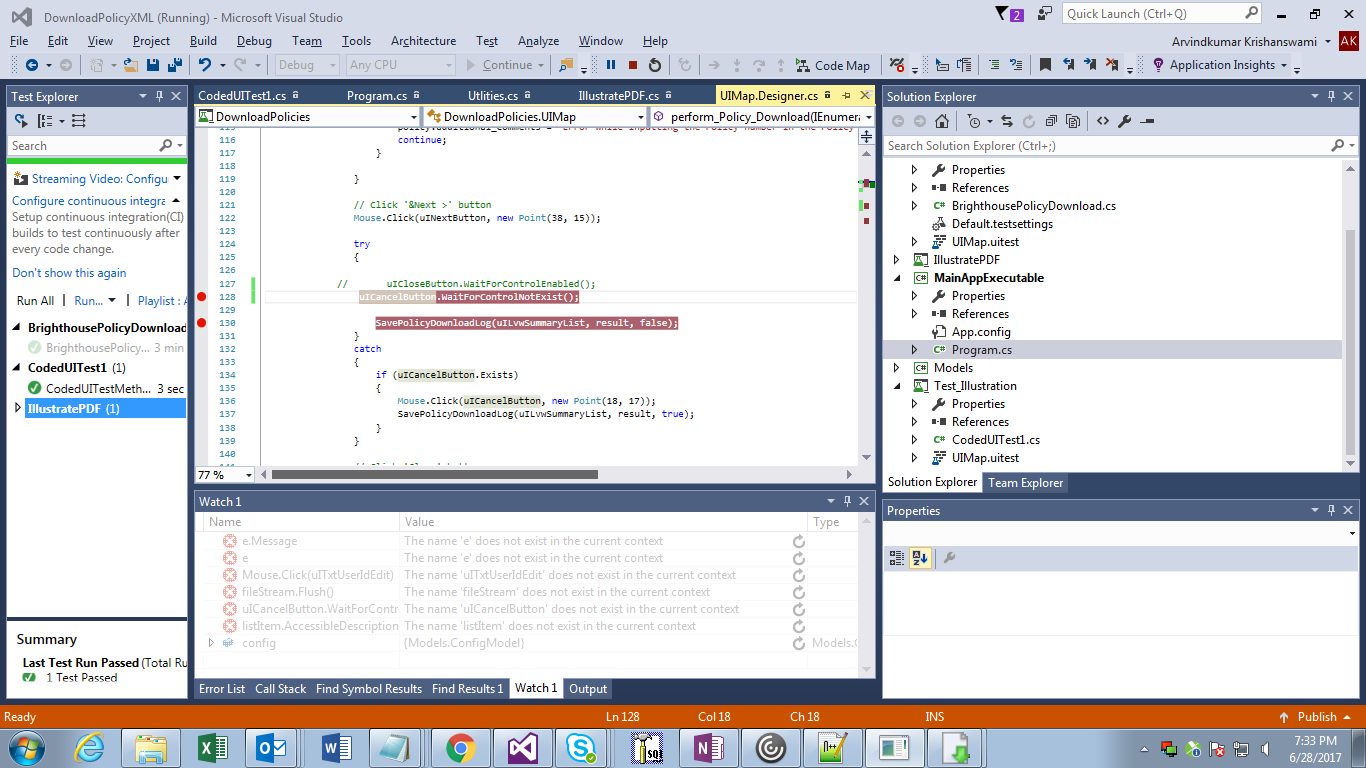 DownloadPolicyXML (Running) - Microsoft Visual Studio
2
Quick Launch (Ctrl+Q)
File Edit View Project Build Debug Team Tools Architecture Test Analyze Window Help
Arvindkumar Krishanswami AK
Debug Any CPU Continue Code Map Application Insights
Test Explorer
Search
Streaming Video: Configu
Configure continuous integra
Setup continuous integration(CI)
builds to test continuously after
every code change.
Don't show this again
Run All | Run... | Playlist : A
BrighthousePolicyDownload
BrighthousePolicy... 3 min
CodedUITest1 (1)
CodedUITestMeth... 3 sec
IllustratePDF (1)
Summary
Last Test Run Passed (Total Ru
1 Test Passed
CodedUITest1.cs Program.cs Utilities.cs IllustratePDF.cs UIMap.Designer.cs
DownloadPolicies DownloadPolicies.UIMap perform_Policy_Download(IEnumera
116 continue;
117 }
118
119 }
120
121 // Click '&Next >' button
122 Mouse.Click(uINextButton, new Point(38, 15));
123
124 try
125 {
126
127 // uICloseButton.WaitForControlEnabled();
128 uICancelButton.WaitForControlNotExist();
129
130 SavePolicyDownloadLog(uILvwSummaryList, result, false);
131 }
132 catch
133 {
134 if (uICancelButton.Exists)
135 {
136 Mouse.Click(uICancelButton, new Point(18, 17));
137 SavePolicyDownloadLog(uILvwSummaryList, result, true);
138 }
139 }
140
77 %
Watch 1
Name Value Type
e.Message The name 'e' does not exist in the current context
e The name 'e' does not exist in the current context
Mouse.Click(uITxtUserIdEdit) The name 'uITxtUserIdEdit' does not exist in the current context
fileStream.Flush() The name 'fileStream' does not exist in the current context
uICancelButton.WaitForContr The name 'uICancelButton' does not exist in the current context
listItem.AccessibleDescription The name 'listItem' does not exist in the current context
config {Models.ConfigModel} Models.C
Error List Call Stack Find Symbol Results Find Results 1 Watch 1 Output
Solution Explorer
Search Solution Explorer (Ctrl+;)
Properties
References
C# BrighthousePolicyDownload.cs
Default.testsettings
UIMap.uitest
IllustratePDF
C# MainAppExecutable
Properties
References
App.config
C# Program.cs
C# Models
Test_Illustration
Properties
References
C# CodedUITest1.cs
UIMap.uitest
Solution Explorer Team Explorer
Properties
Ready Ln 128 Col 18 Ch 18 INS Publish
7:33 PM
6/28/2017